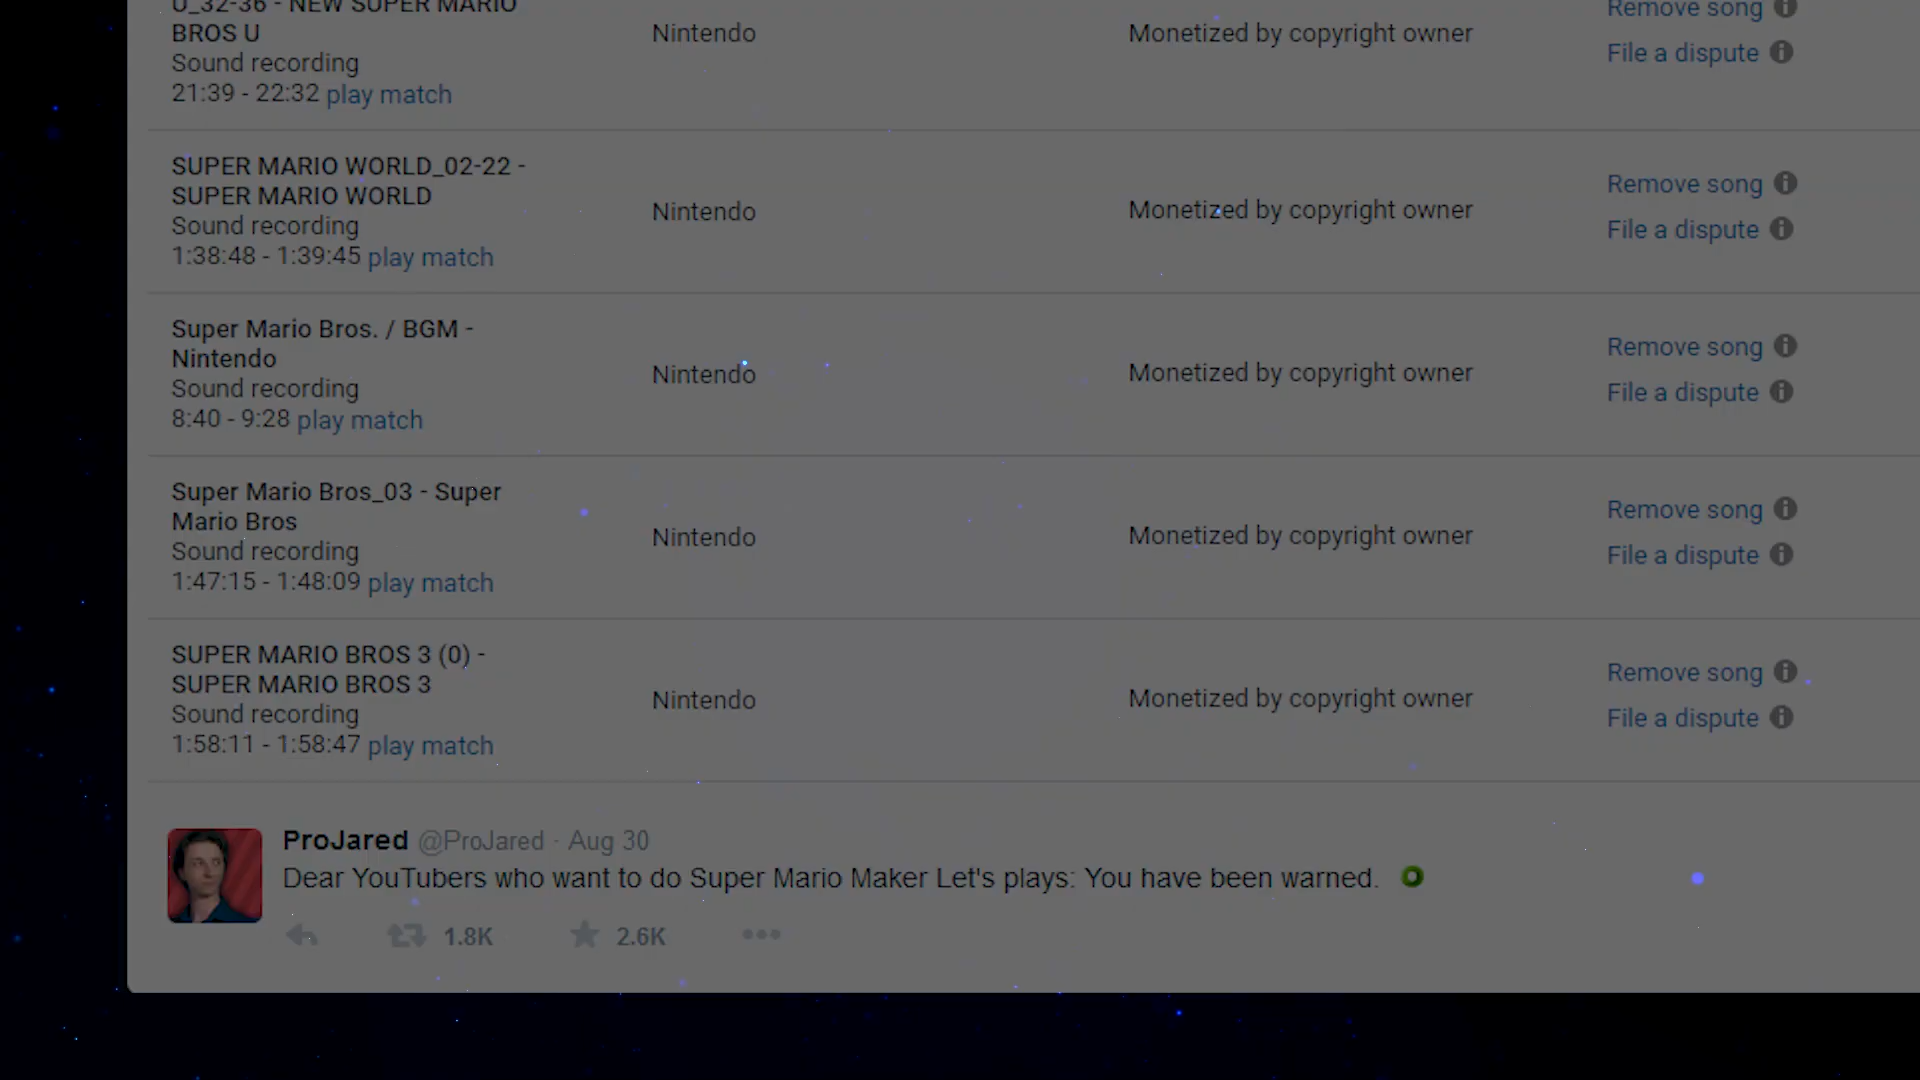 U_32-36 - NEW SUPER MARIO
BROS U
Sound recording
21:39 - 22:32 play match
Nintendo
Monetized by copyright owner
Remove song
File a dispute
SUPER MARIO WORLD_02-22 -
SUPER MARIO WORLD
Sound recording
1:38:48 - 1:39:45 play match
Nintendo
Monetized by copyright owner
Remove song
File a dispute
Super Mario Bros. / BGM -
Nintendo
Sound recording
8:40 - 9:28 play match
Nintendo
Monetized by copyright owner
Remove song
File a dispute
Super Mario Bros_03 - Super
Mario Bros
Sound recording
1:47:15 - 1:48:09 play match
Nintendo
Monetized by copyright owner
Remove song
File a dispute
SUPER MARIO BROS 3 (0) -
SUPER MARIO BROS 3
Sound recording
1:58:11 - 1:58:47 play match
Nintendo
Monetized by copyright owner
Remove song
File a dispute
ProJared @ProJared · Aug 30
Dear YouTubers who want to do Super Mario Maker Let's plays: You have been warned.
1.8K 2.6K